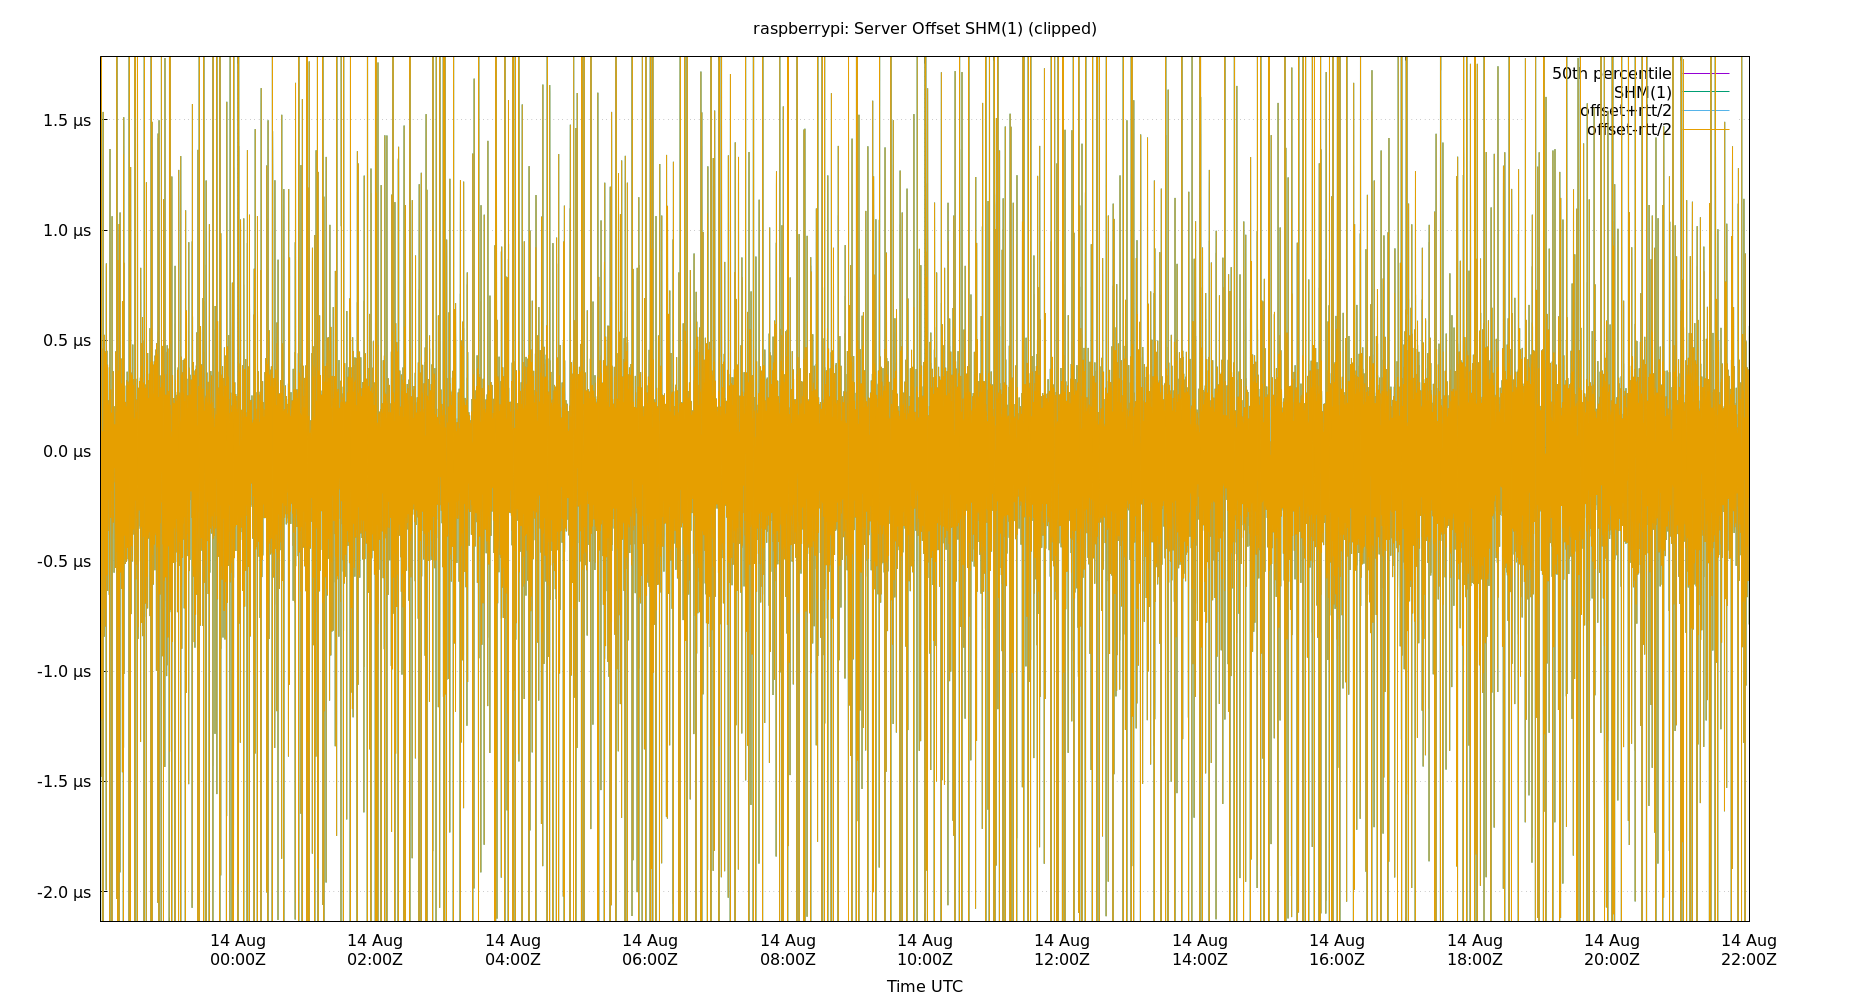 raspberrypi: Server Offset SHM(1) (clipped)
50th percentile
SHM(1)
offset+rtt/2
offset-rtt/2
1.5 µs
1.0 µs
0.5 µs
0.0 µs
-0.5 µs
-1.0 µs
-1.5 µs
-2.0 µs
14 Aug 14 Aug 14 Aug 14 Aug 14 Aug 14 Aug 14 Aug 14 Aug 14 Aug 14 Aug 14 Aug 14 Aug
00:00Z 02:00Z 04:00Z 06:00Z 08:00Z 10:00Z 12:00Z 14:00Z 16:00Z 18:00Z 20:00Z 22:00Z
Time UTC